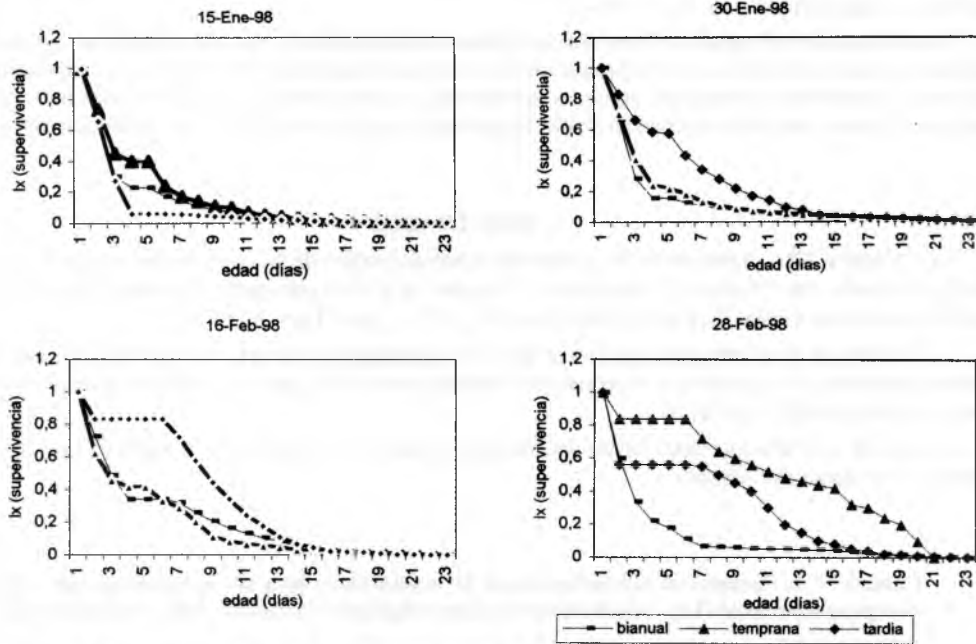 15-Ene-98
1,2
1
0,8
0,6
0,4
0,2
0
lx (supervivencia)
1 3 5 7 9 11 13 15 17 19 21 23
edad (días)
30-Ene-98
1,2
1
0,8
0,6
0,4
0,2
0
lx (supervivencia)
1 3 5 7 9 11 13 15 17 19 21 23
edad (días)
16-Feb-98
1,2
1
0,8
0,6
0,4
0,2
0
lx (supervivencia)
1 3 5 7 9 11 13 15 17 19 21 23
edad (días)
28-Feb-98
1,2
1
0,8
0,6
0,4
0,2
0
lx (supervivencia)
1 3 5 7 9 11 13 15 17 19 21 23
edad (días)
bianual temprana tardia